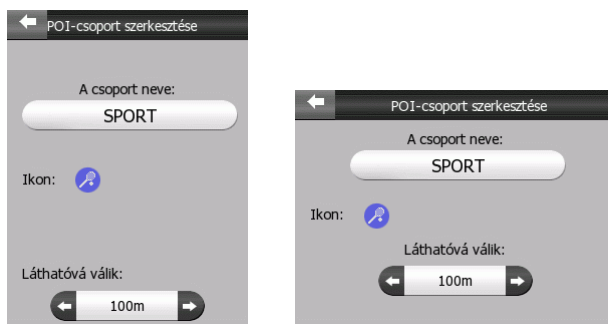 POI-csoport szerkesztése
A csoport neve:
SPORT
Ikon:
Láthatóvá válik:
100m
POI-csoport szerkesztése
A csoport neve:
SPORT
Ikon:
Láthatóvá válik:
100m